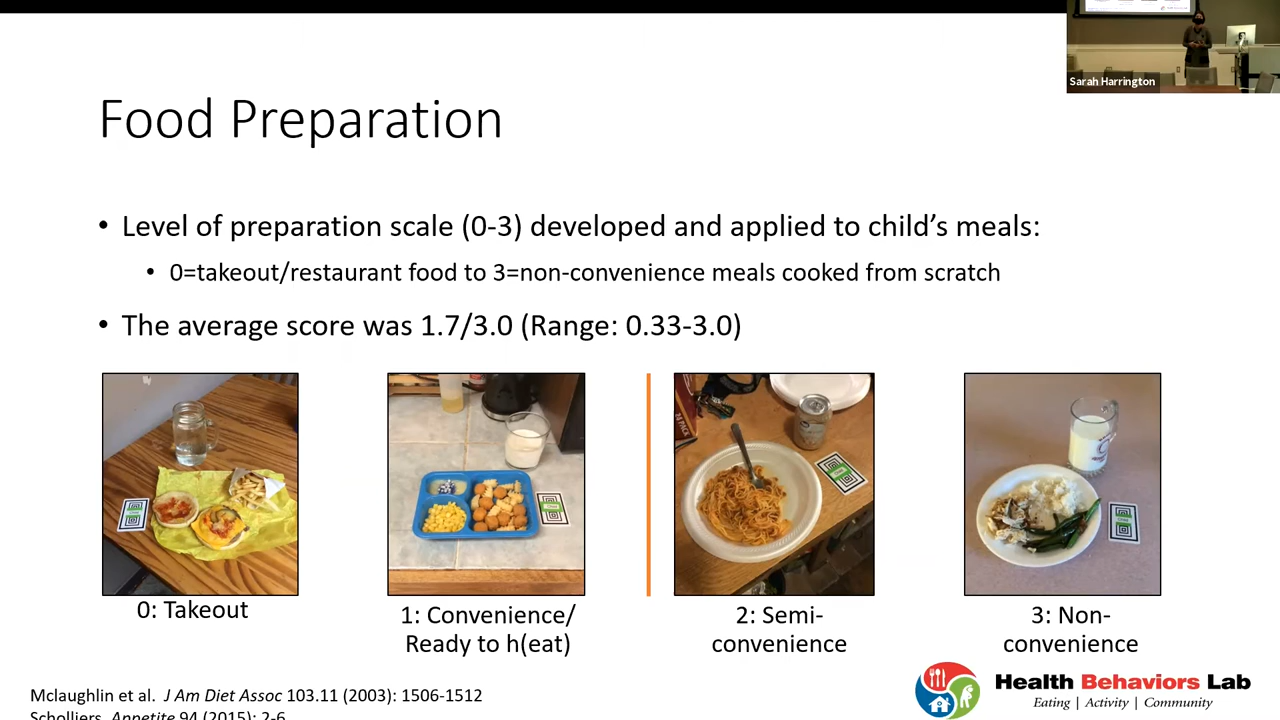 Sarah Harrington
Food Preparation
• Level of preparation scale (0-3) developed and applied to child’s meals:
• 0=takeout/restaurant food to 3=non-convenience meals cooked from scratch
• The average score was 1.7/3.0 (Range: 0.33-3.0)
0: Takeout
1: Convenience/
Ready to h(eat)
2: Semi-
convenience
3: Non-
convenience
Mclaughlin et al. J Am Diet Assoc 103.11 (2003): 1506-1512
Scholliers. Appetite 94 (2015): 2-6
Health Behaviors Lab
Eating | Activity | Community